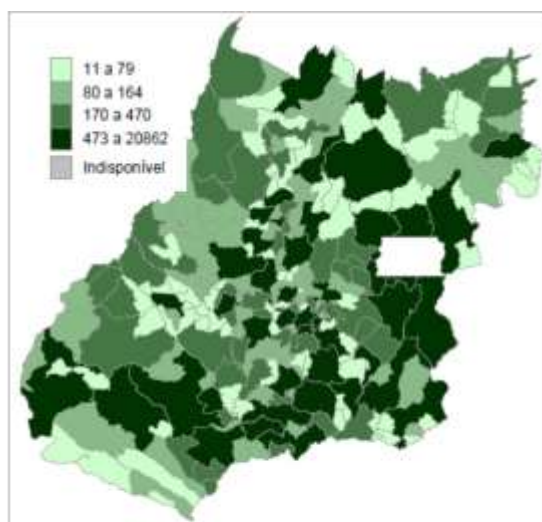 11 a 79
80 a 164
170 a 470
473 a 20862
Indisponível